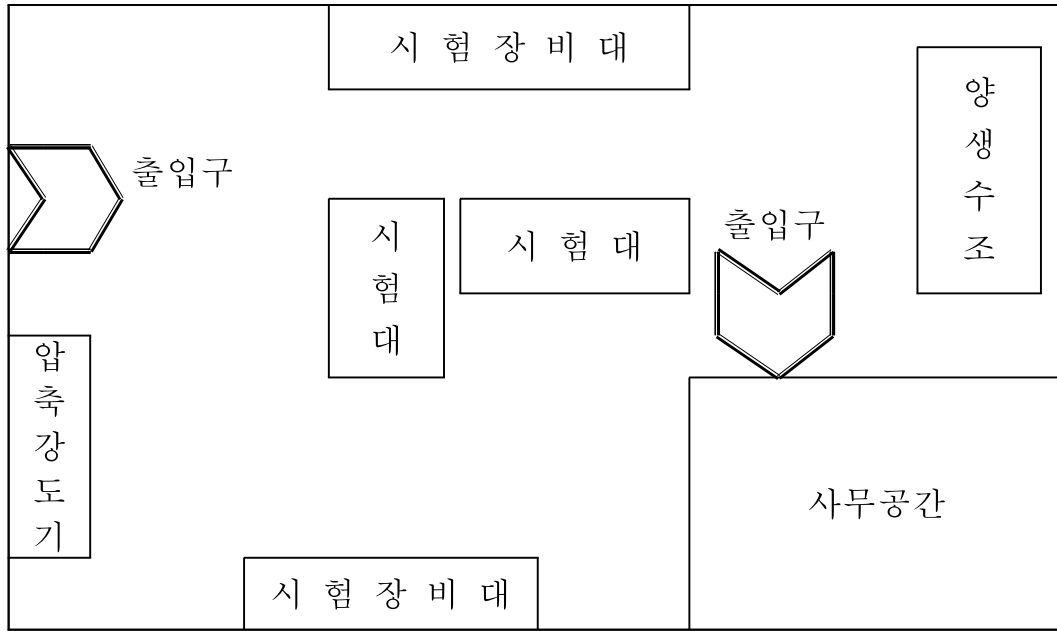 시 험 장 비 대
양생수조
출입구
시험대
시 험 대
출입구
압축강도기
사무공간
시 험 장 비 대